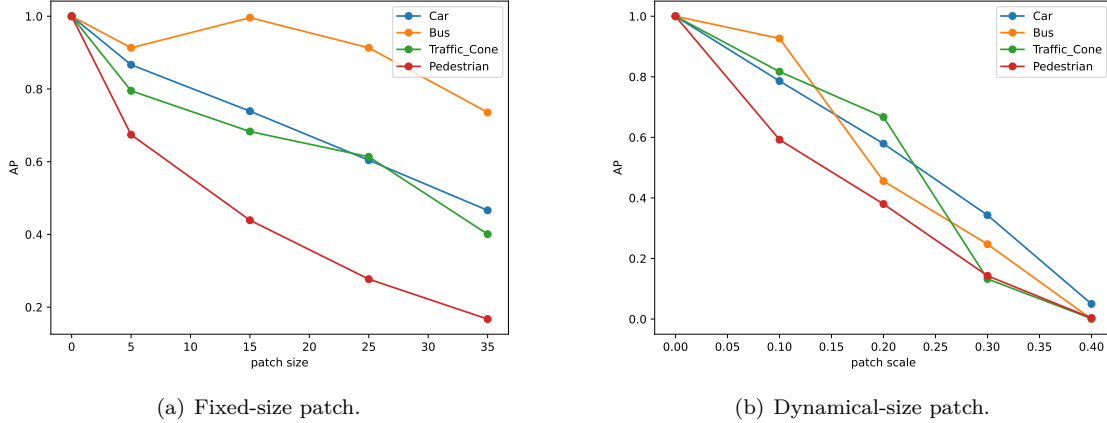 Car
Bus
Traffic_Cone
Pedestrian
1.0
0.8
0.6
0.4
0.2
AP
0 5 10 15 20 25 30 35
patch size
(a) Fixed-size patch.
Car
Bus
Traffic_Cone
Pedestrian
1.0
0.8
0.6
0.4
0.2
0.0
AP
0.00 0.05 0.10 0.15 0.20 0.25 0.30 0.35 0.40
patch scale
(b) Dynamical-size patch.